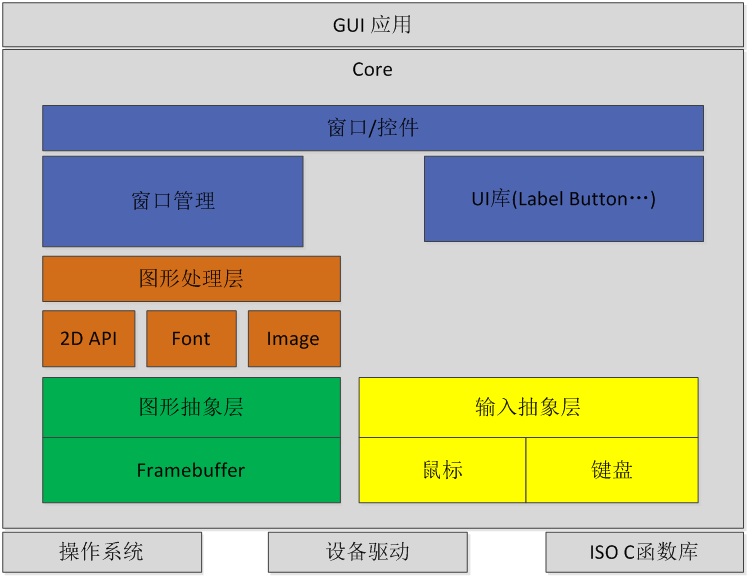 GUI 应用
Core
窗口/控件
窗口管理
UI库(Label Button⋯)
图形处理层
2D API
Font
Image
图形抽象层
输入抽象层
Framebuffer
鼠标
键盘
操作系统
设备驱动
ISO C函数库